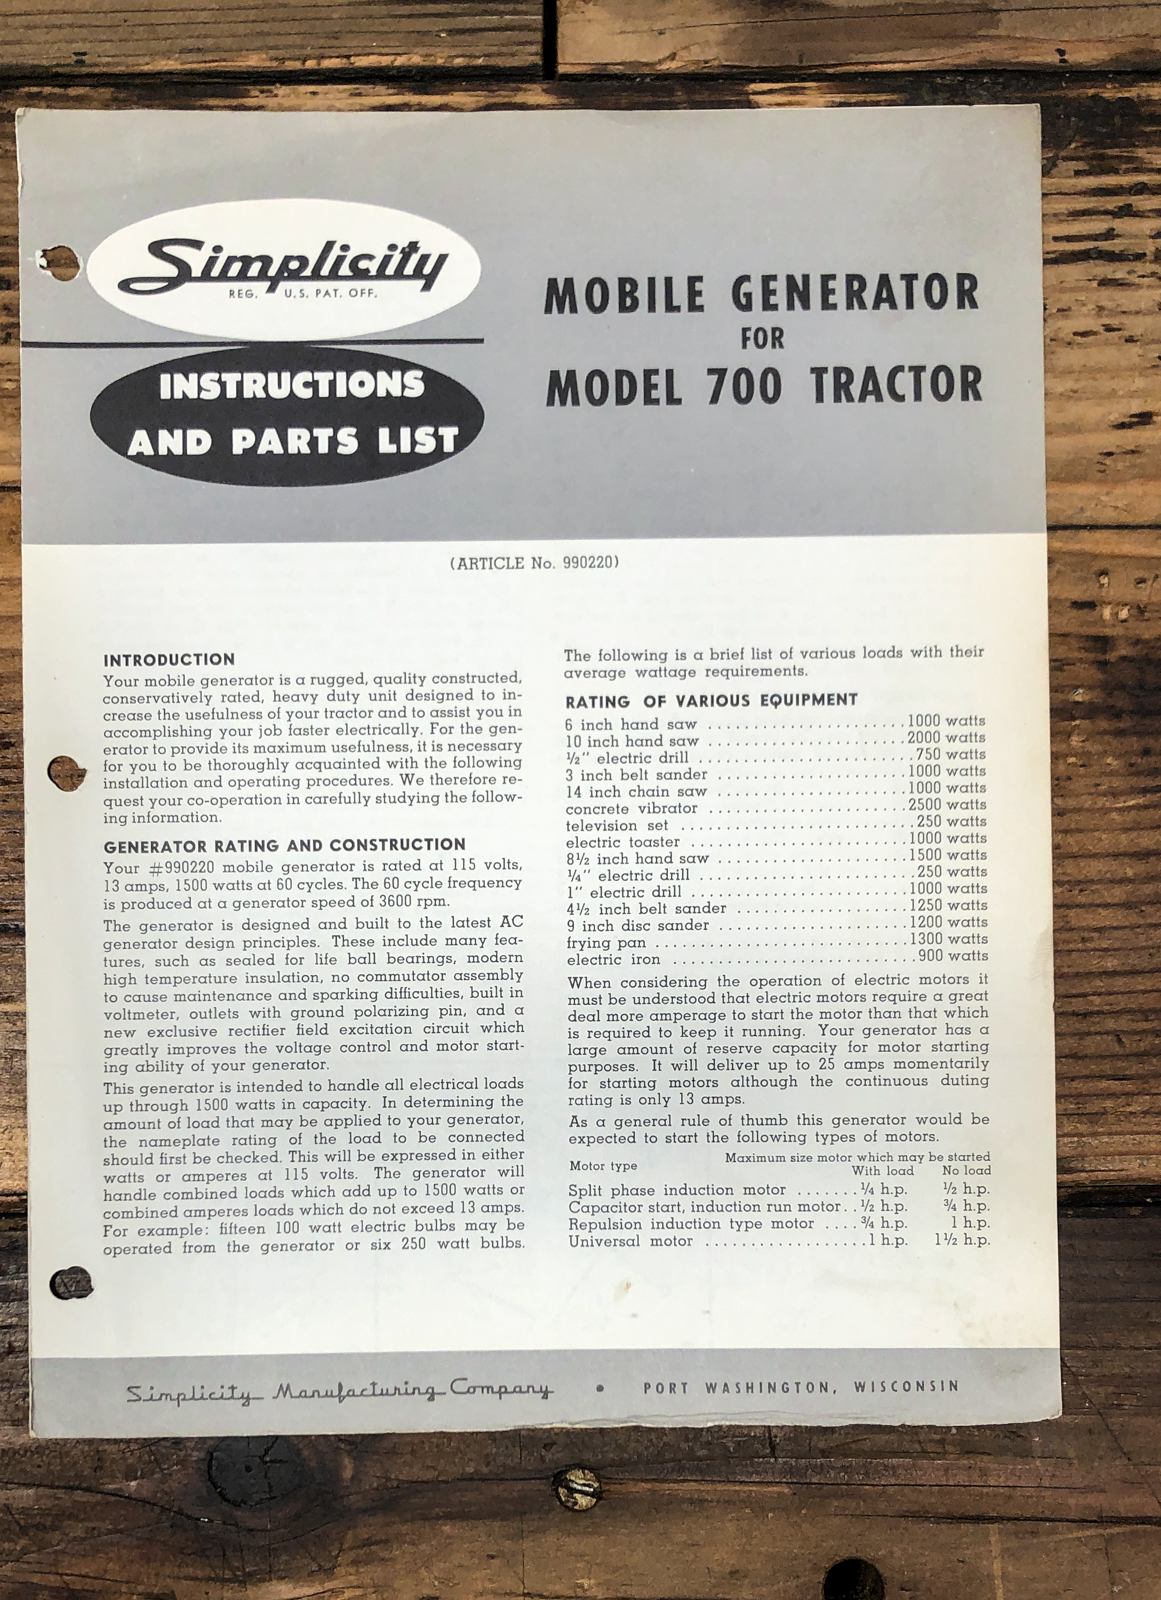 Simplicity
REG. U.S. PAT. OFF.
INSTRUCTIONS
AND PARTS LIST
MOBILE GENERATOR
FOR
MODEL 700 TRACTOR
(ARTICLE No. 990220)
INTRODUCTION
Your mobile generator is a rugged, quality constructed,
conservatively rated, heavy duty unit designed to in-
crease the usefulness of your tractor and to assist you in
accomplishing your job faster electrically. For the gen-
erator to provide its maximum usefulness, it is necessary
for you to be thoroughly acquainted with the following
installation and operating procedures. We therefore re-
quest your co-operation in carefully studying the follow-
ing information.
GENERATOR RATING AND CONSTRUCTION
Your #990220 mobile generator is rated at 115 volts,
13 amps, 1500 watts at 60 cycles. The 60 cycle frequency
is produced at a generator speed of 3600 rpm.
The generator is designed and built to the latest AC
generator design principles. These include many fea-
tures, such as sealed for life ball bearings, modern
high temperature insulation, no commutator assembly
to cause maintenance and sparking difficulties, built in
voltmeter, outlets with ground polarizing pin, and a
new exclusive rectifier field excitation circuit which
greatly improves the voltage control and motor start-
ing ability of your generator.
This generator is intended to handle all electrical loads
up through 1500 watts in capacity. In determining the
amount of load that may be applied to your generator,
the nameplate rating of the load to be connected
should first be checked. This will be expressed in either
watts or amperes at 115 volts. The generator will
handle combined loads which add up to 1500 watts or
combined amperes loads which do not exceed 13 amps.
For example: fifteen 100 watt electric bulbs may be
operated from the generator or six 250 watt bulbs.
The following is a brief list of various loads with their
average wattage requirements.
RATING OF VARIOUS EQUIPMENT
6 inch hand saw ........................1000 watts
10 inch hand saw ........................2000 watts
½" electric drill ..........................750 watts
3 inch belt sander .......................1000 watts
14 inch chain saw .......................1000 watts
concrete vibrator ........................2500 watts
television set ............................250 watts
electric toaster ..........................1000 watts
8½ inch hand saw .......................1500 watts
¼" electric drill ..........................250 watts
1" electric drill ..........................1000 watts
4½ inch belt sander .....................1250 watts
9 inch disc sander .......................1200 watts
frying pan ..............................1300 watts
electric iron .............................900 watts
When considering the operation of electric motors it
must be understood that electric motors require a great
deal more amperage to start the motor than that which
is required to keep it running. Your generator has a
large amount of reserve capacity for motor starting
purposes. It will deliver up to 25 amps momentarily
for starting motors although the continuous duting
rating is only 13 amps.
As a general rule of thumb this generator would be
expected to start the following types of motors.
Motor type Maximum size motor which may be started
With load No load
Split phase induction motor .......¼ h.p. ½ h.p.
Capacitor start, induction run motor..½ h.p. ¾ h.p.
Repulsion induction type motor ....¾ h.p. 1 h.p.
Universal motor ..................1 h.p. 1½ h.p.
Simplicity Manufacturing Company • PORT WASHINGTON, WISCONSIN